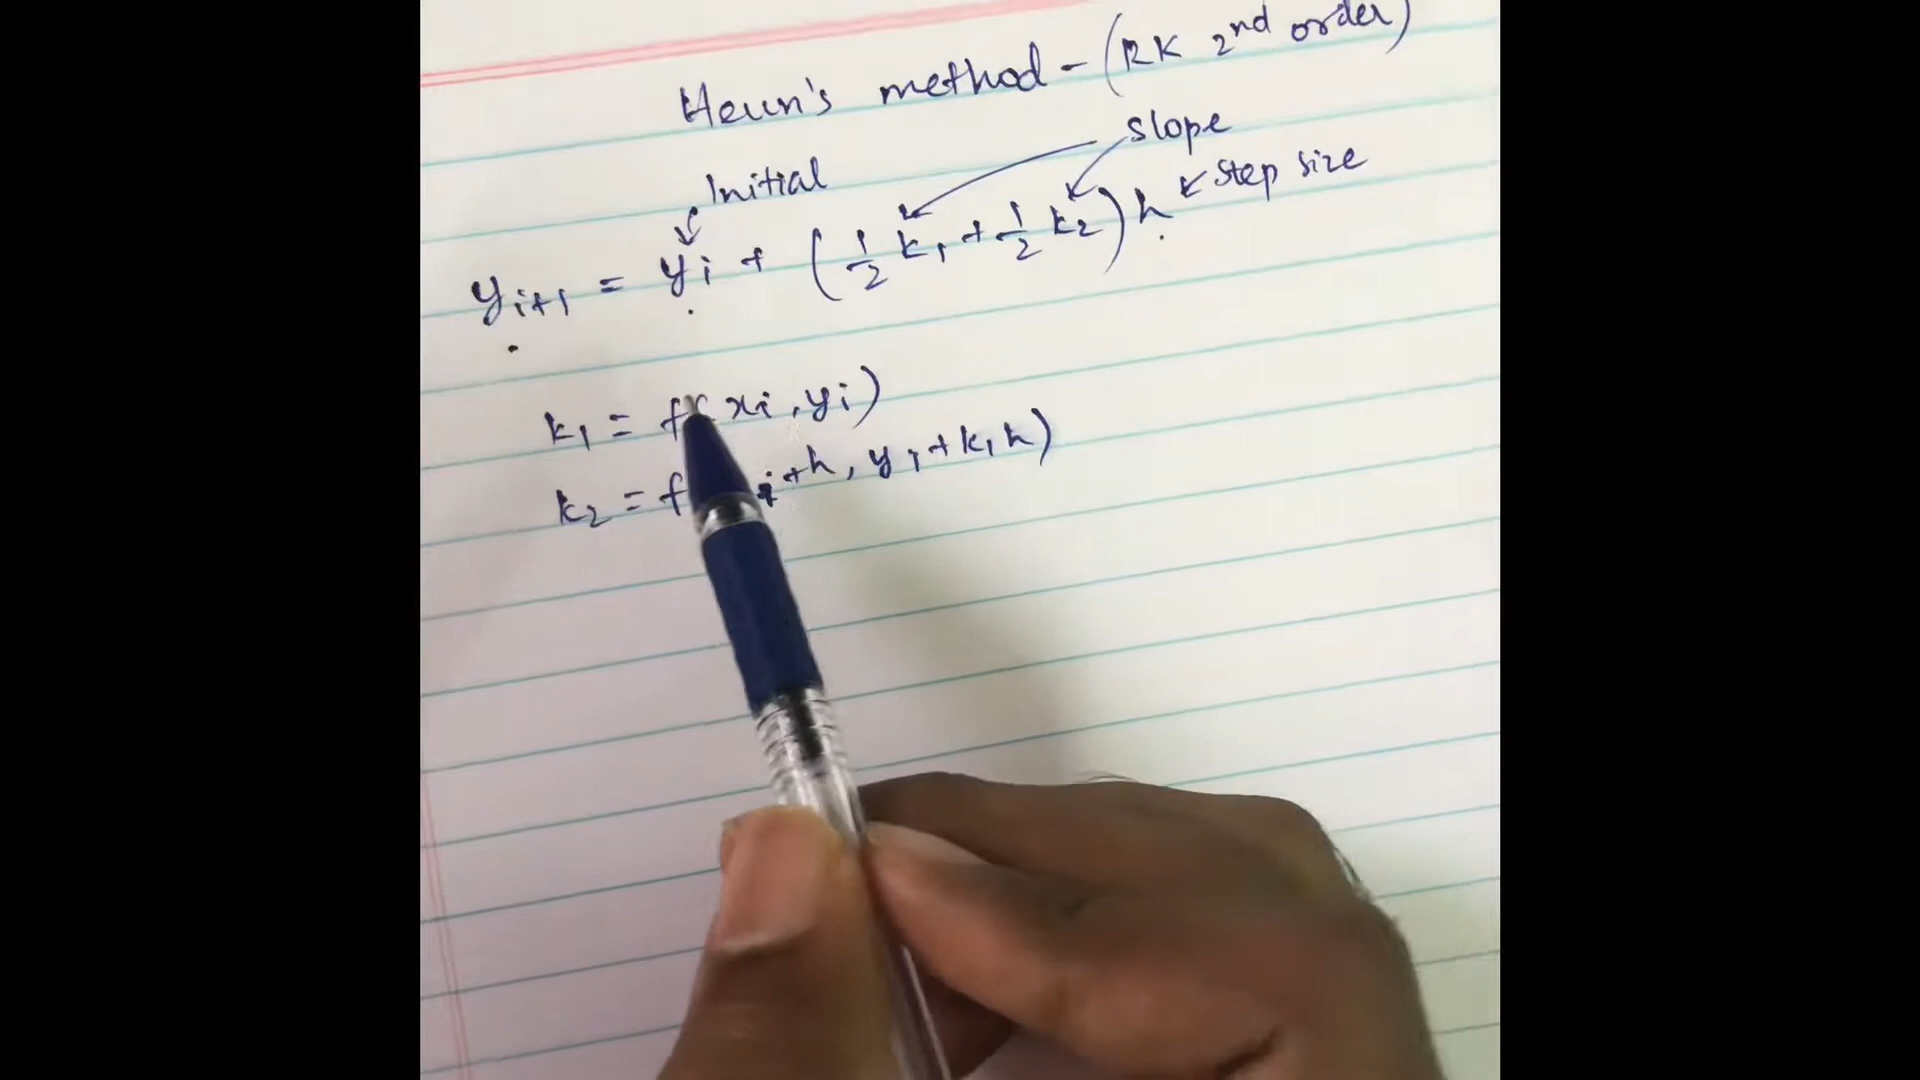 Heun's method - (RK 2nd order)
Initial
slope
step size
y i+1 = yi + (1/2 k1 + 1/2 k2) h
k1 = f( xi, yi)
k2 = f i+h, yi+k1h)